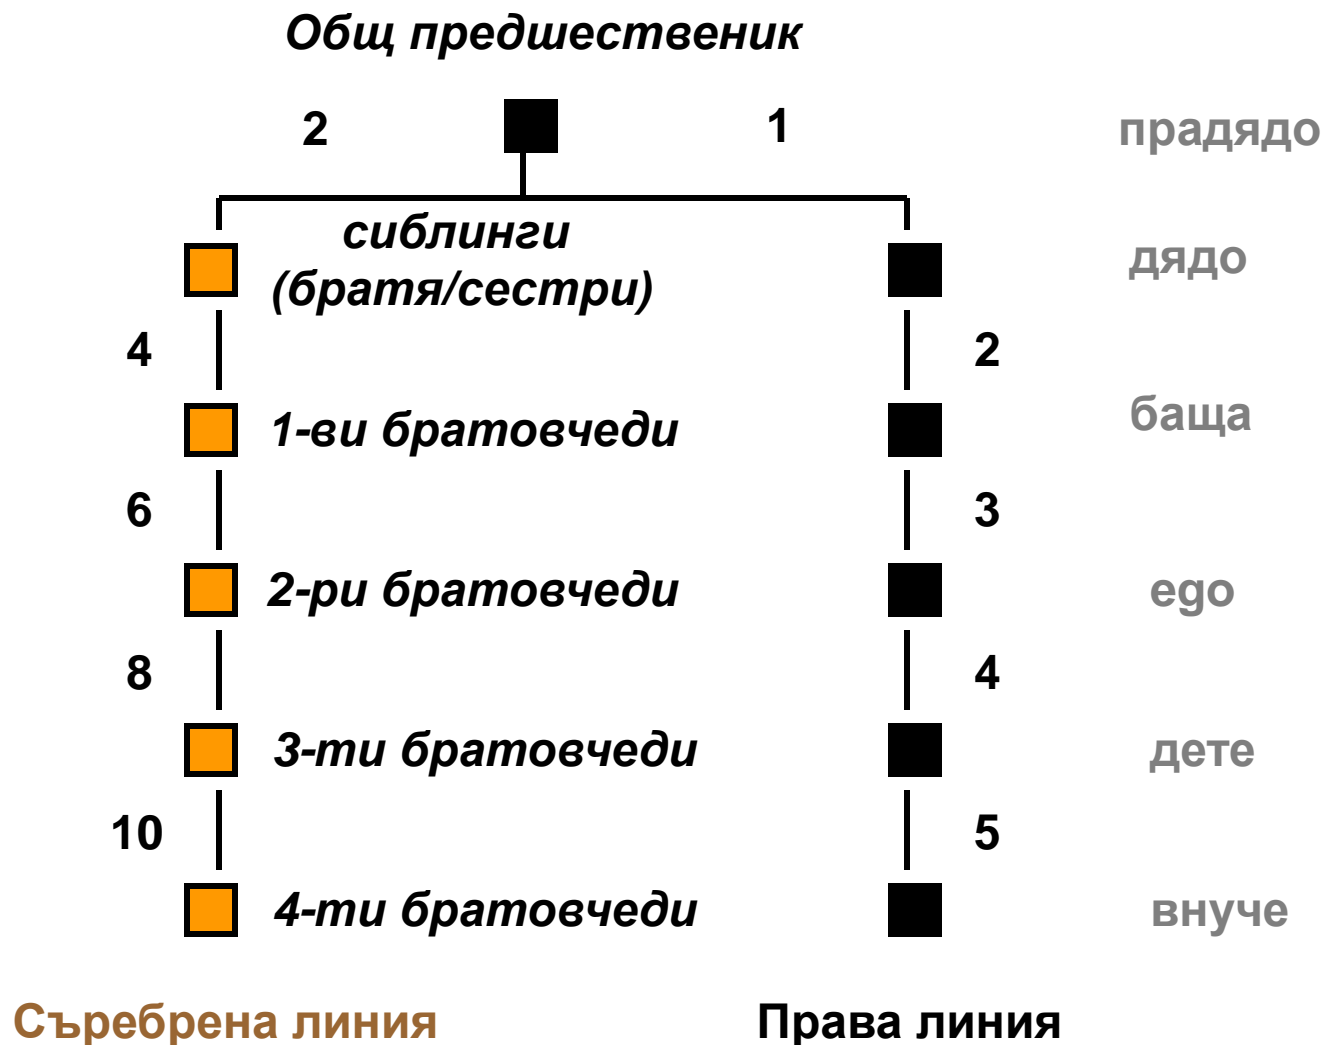 Общ предшественик
2 1 прадядо
сиблинги
(братя/сестри)
дядо
4 2
1-ви братовчеди баща
6 3
2-ри братовчеди ego
8 4
3-ти братовчеди дете
10 5
4-ти братовчеди внуче
Съребрена линия Права линия